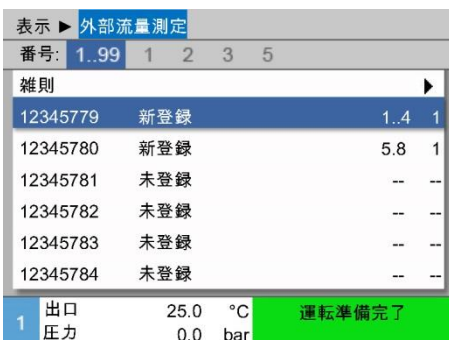 表示 ► 外部流量測定
番号: 1..99 1 2 3 5
雑則 ►
12345779 新登録 1..4 1
12345780 新登録 5.8 1
12345781 未登録 -- --
12345782 未登録 -- --
12345783 未登録 -- --
12345784 未登録 -- --
1 出口 25.0 °C 運転準備完了
圧力 0.0 bar